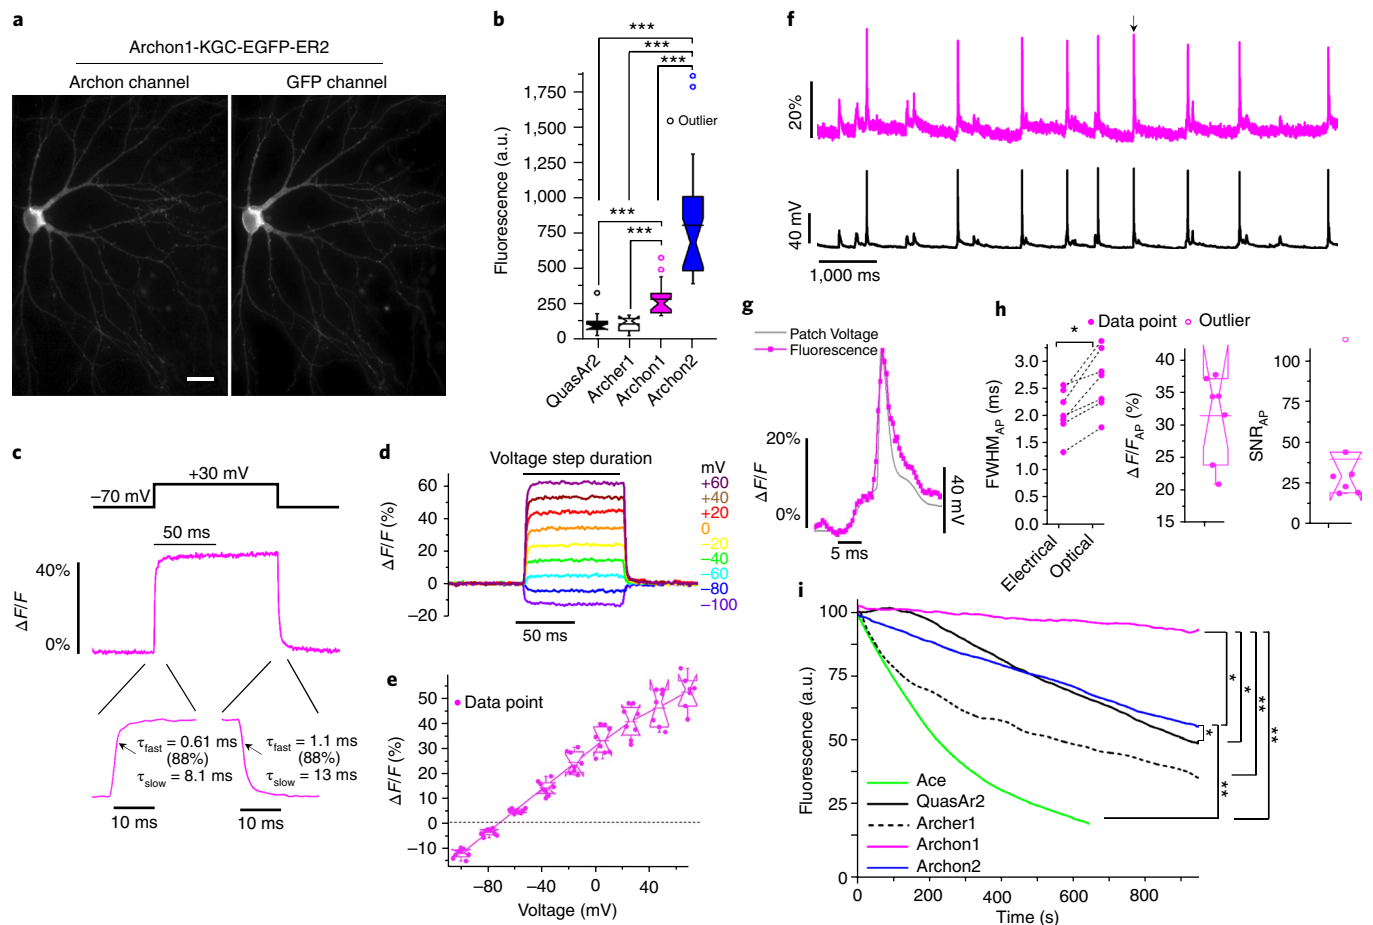 a
Archon1-KGC-EGFP-ER2
Archon channel
GFP channel
b
***
***
***
Outlier
***
***
Fluorescence (a.u.)
1,750
1,500
1,250
1,000
750
500
250
0
QuasAr2
Archer1
Archon1
Archon2
f
20%
40 mV
1,000 ms
c
+30 mV
–70 mV
50 ms
40%
0%
ΔF/F
τfast = 0.61 ms
(88%)
τslow = 8.1 ms
τfast = 1.1 ms
(88%)
τslow = 13 ms
10 ms
10 ms
d
Voltage step duration
mV
+60
+40
+20
0
–20
–40
–60
–80
–100
ΔF/F (%)
60
40
20
0
–20
50 ms
e
Data point
ΔF/F (%)
50
40
30
20
10
0
–10
–80
–40
0
40
Voltage (mV)
g
Patch Voltage
Fluorescence
20%
0%
ΔF/F
40 mV
5 ms
h
Data point
Outlier
*
FWHMAP (ms)
3.0
2.5
2.0
1.5
1.0
0.5
0.0
Electrical
Optical
ΔF/FAP (%)
40
35
30
25
20
15
SNRAP
100
75
50
25
0
i
Fluorescence (a.u.)
100
75
50
25
0
Ace
QuasAr2
Archer1
Archon1
Archon2
*
*
*
**
**
**
0
200
400
600
800
Time (s)